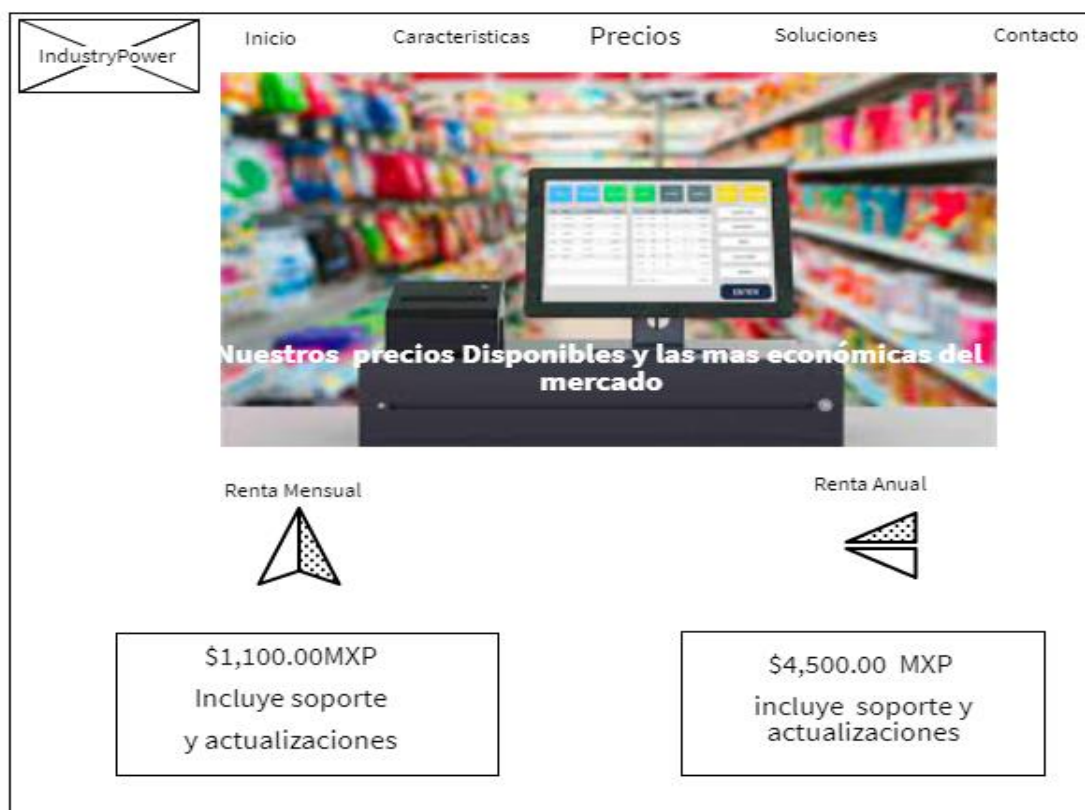 IndustryPower
Inicio
Caracteristicas
Precios
Soluciones
Contacto
ENTER
Nuestros precios Disponibles y las mas económicas del
mercado
Renta Mensual
Renta Anual
$1,100.00MXP
Incluye soporte
y actualizaciones
$4,500.00 MXP
incluye soporte y
actualizaciones